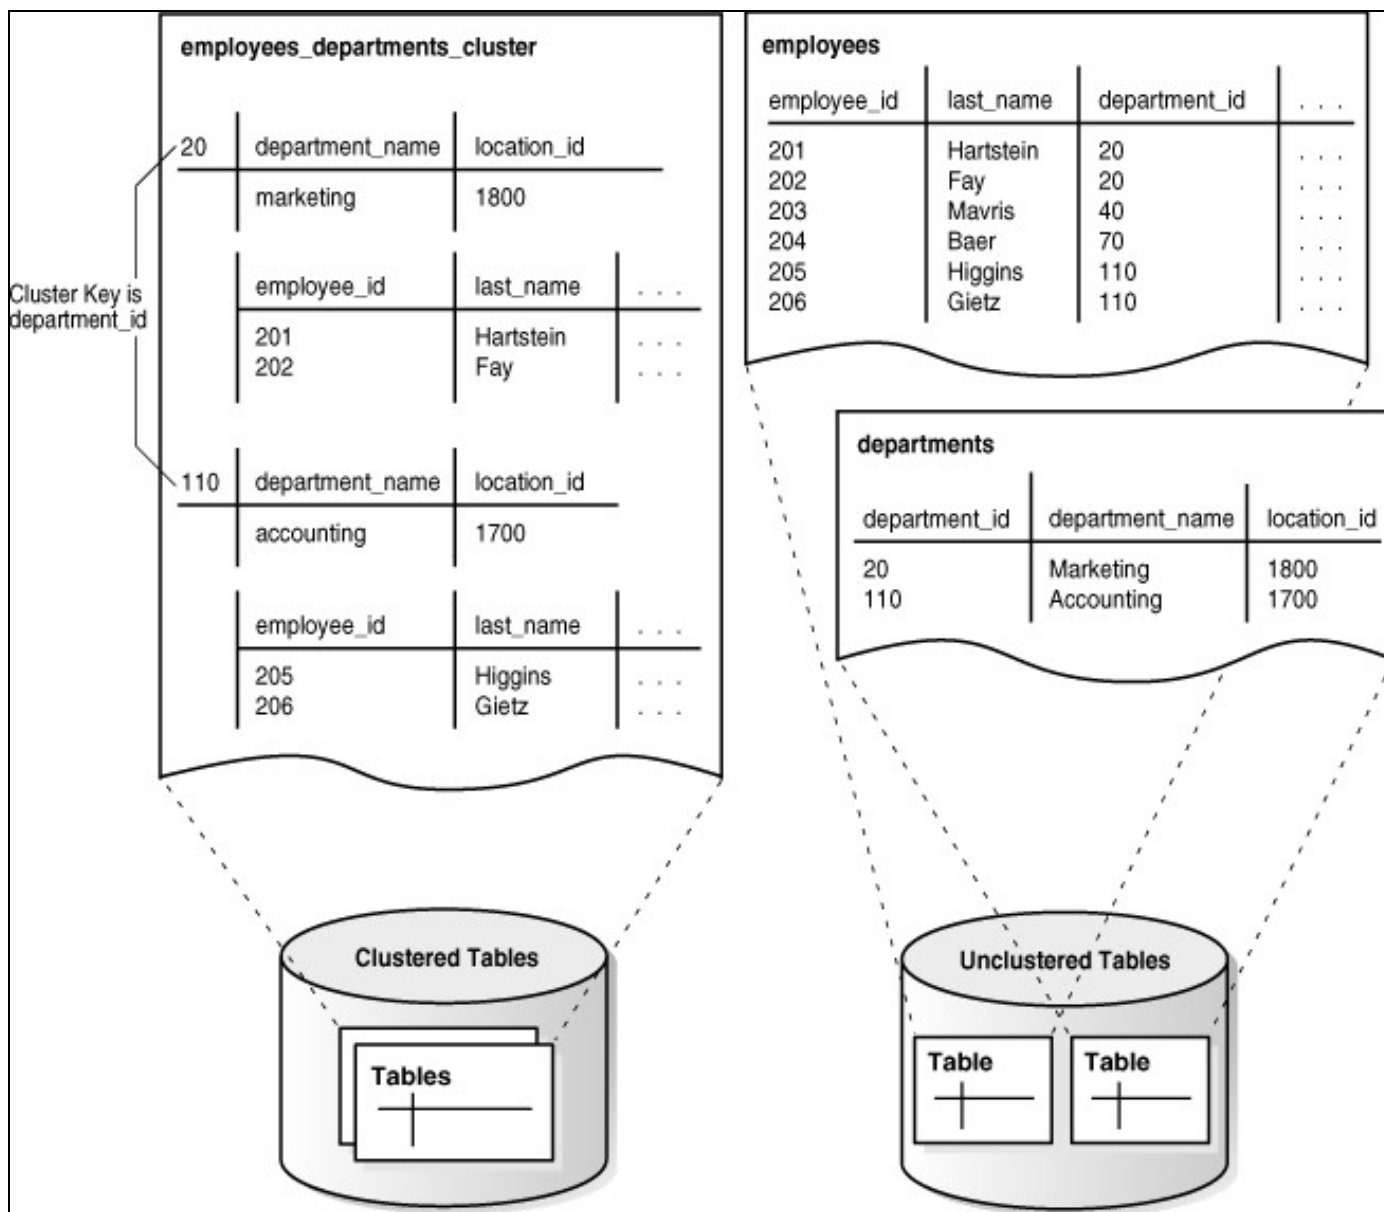 employees_departments_cluster
20 department_name location_id
marketing 1800
employee_id last_name . . .
201 Hartstein . . .
202 Fay . . .
Cluster Key is
department_id
110 department_name location_id
accounting 1700
employee_id last_name . . .
205 Higgins . . .
206 Gietz . . .
employees
employee_id last_name department_id . . .
201 Hartstein 20 . . .
202 Fay 20 . . .
203 Mavris 40 . . .
204 Baer 70 . . .
205 Higgins 110 . . .
206 Gietz 110 . . .
departments
department_id department_name location_id
20 Marketing 1800
110 Accounting 1700
Clustered Tables
Tables
Unclustered Tables
Table Table